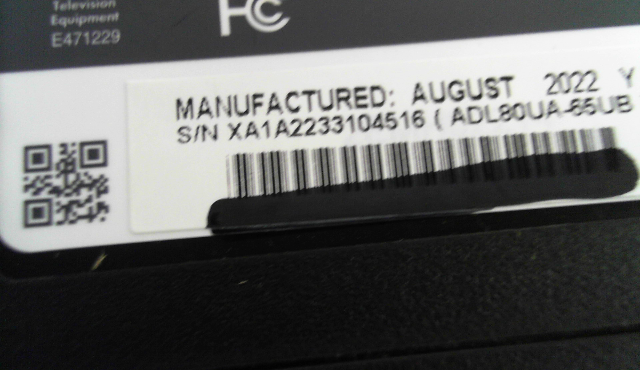 Television
Equipment
E471229
FC
MANUFACTURED: AUGUST 2022 Y
S/N XA1A2233104516 ( ADL80UA-65UB